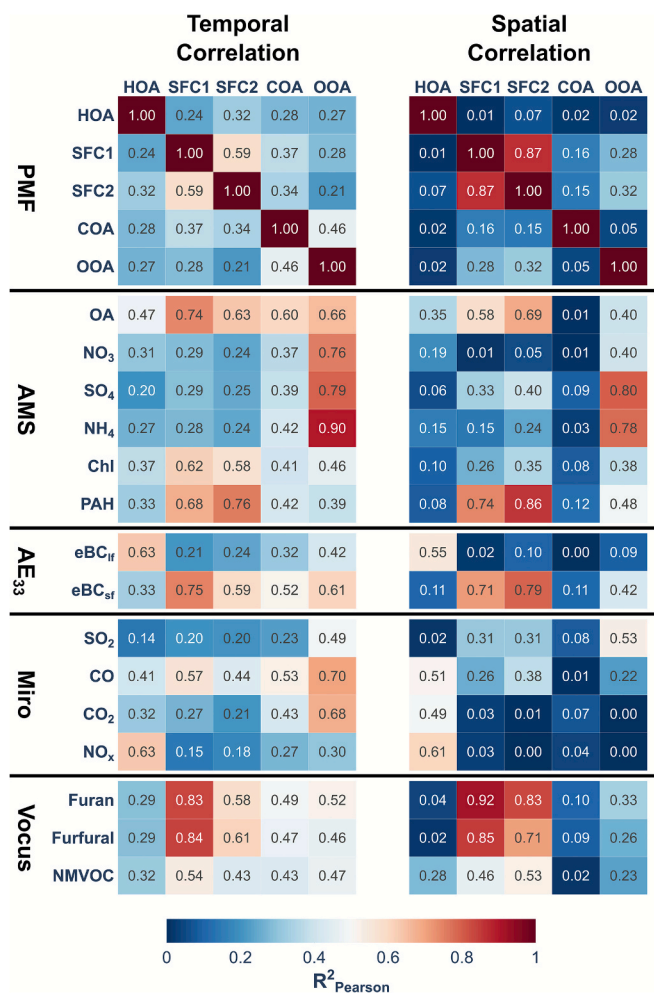 Temporal Correlation Spatial Correlation
HOA SFC1 SFC2 COA OOA HOA SFC1 SFC2 COA OOA
PMF
HOA 1.00 0.24 0.32 0.28 0.27 1.00 0.01 0.07 0.02 0.02
SFC1 0.24 1.00 0.59 0.37 0.28 0.01 1.00 0.87 0.16 0.28
SFC2 0.32 0.59 1.00 0.34 0.21 0.07 0.87 1.00 0.15 0.32
COA 0.28 0.37 0.34 1.00 0.46 0.02 0.16 0.15 1.00 0.05
OOA 0.27 0.28 0.21 0.46 1.00 0.02 0.28 0.32 0.05 1.00
AMS
OA 0.47 0.74 0.63 0.60 0.66 0.35 0.58 0.69 0.01 0.40
NO₃ 0.31 0.29 0.24 0.37 0.76 0.19 0.01 0.05 0.01 0.40
SO₄ 0.20 0.29 0.25 0.39 0.79 0.06 0.33 0.40 0.09 0.80
NH₄ 0.27 0.28 0.24 0.42 0.90 0.15 0.15 0.24 0.03 0.78
Chl 0.37 0.62 0.58 0.41 0.46 0.10 0.26 0.35 0.08 0.38
PAH 0.33 0.68 0.76 0.42 0.39 0.08 0.74 0.86 0.12 0.48
AE₃₃
eBC_lf 0.63 0.21 0.24 0.32 0.42 0.55 0.02 0.10 0.00 0.09
eBC_sf 0.33 0.75 0.59 0.52 0.61 0.11 0.71 0.79 0.11 0.42
Miro
SO₂ 0.14 0.20 0.20 0.23 0.49 0.02 0.31 0.31 0.08 0.53
CO 0.41 0.57 0.44 0.53 0.70 0.51 0.26 0.38 0.01 0.22
CO₂ 0.32 0.27 0.21 0.43 0.68 0.49 0.03 0.01 0.07 0.00
NOₓ 0.63 0.15 0.18 0.27 0.30 0.61 0.03 0.00 0.04 0.00
Vocus
Furan 0.29 0.83 0.58 0.49 0.52 0.04 0.92 0.83 0.10 0.33
Furfural 0.29 0.84 0.61 0.47 0.46 0.02 0.85 0.71 0.09 0.26
NMVOC 0.32 0.54 0.43 0.43 0.47 0.28 0.46 0.53 0.02 0.23
0 0.2 0.4 0.6 0.8 1
R²Pearson